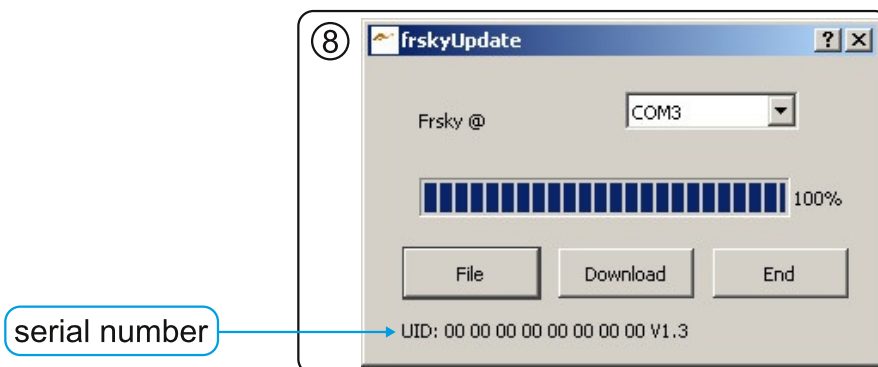 8
frskyUpdate
Frsky @ COM3
100%
File Download End
serial number
UID: 00 00 00 00 00 00 00 00 V1.3